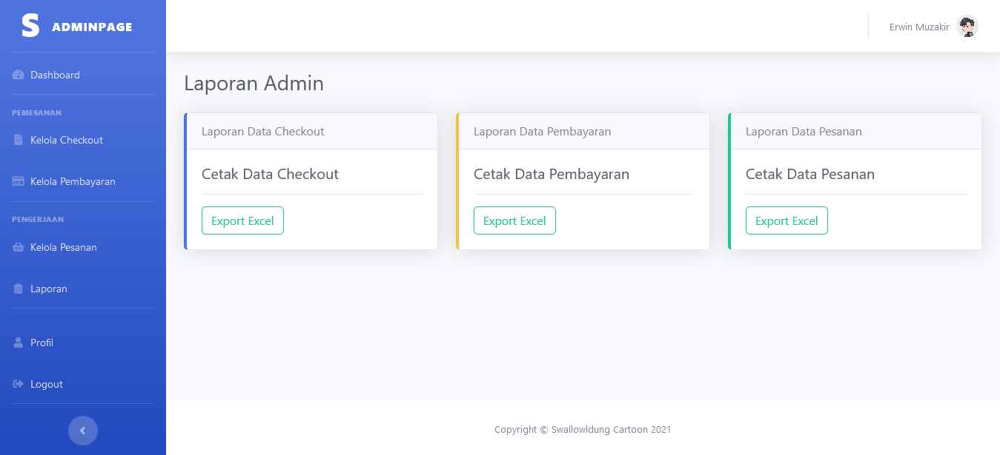 S ADMINPAGE
Dashboard
PEMESANAN
Kelola Checkout
Kelola Pembayaran
PENGERJAAN
Kelola Pesanan
Laporan
Profil
Logout
Erwin Muzakir
Laporan Admin
Laporan Data Checkout
Cetak Data Checkout
Export Excel
Laporan Data Pembayaran
Cetak Data Pembayaran
Export Excel
Laporan Data Pesanan
Cetak Data Pesanan
Export Excel
Copyright © Swallowldung Cartoon 2021